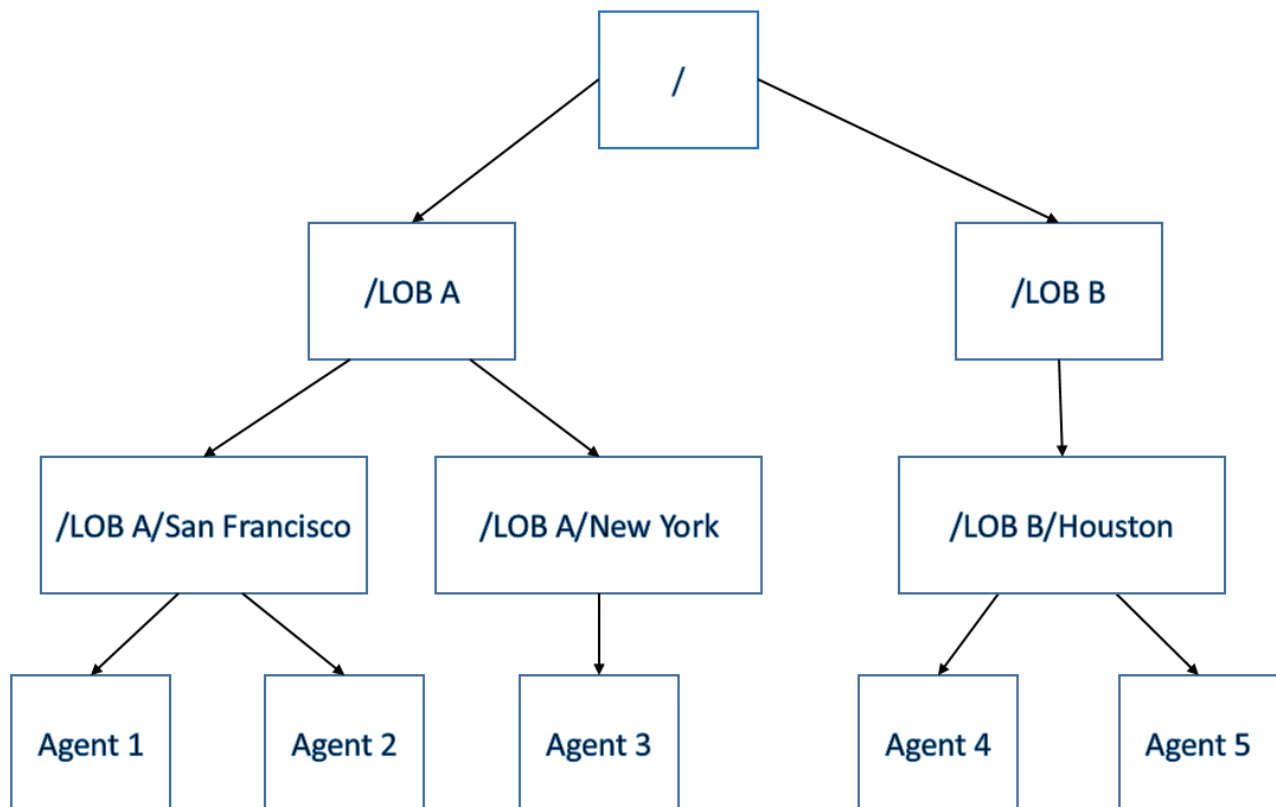 /
/LOB A
/LOB B
/LOB A/San Francisco
/LOB A/New York
/LOB B/Houston
Agent 1
Agent 2
Agent 3
Agent 4
Agent 5